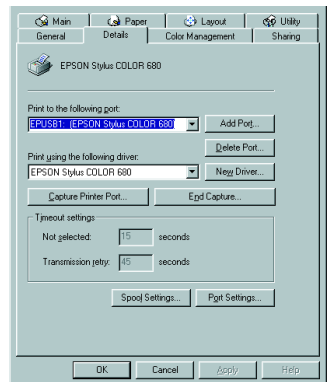 Main Paper Layout Utility
General Details Color Management Sharing
EPSON Stylus COLOR 680
Print to the following port:
EPUSB1: (EPSON Stylus COLOR 680)
Add Port...
Delete Port...
Print using the following driver:
EPSON Stylus COLOR 680
New Driver...
Capture Printer Port... End Capture...
Timeout settings
Not selected: 15 seconds
Transmission retry: 45 seconds
Spool Settings... Port Settings...
OK Cancel Apply Help